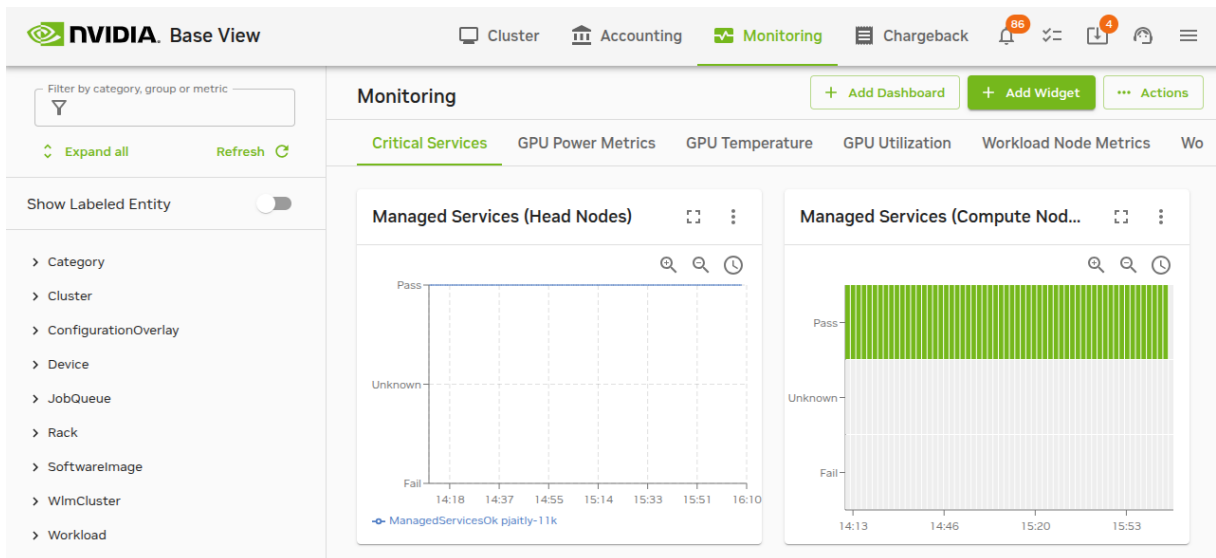 NVIDIA. Base View
Cluster
Accounting
Monitoring
Chargeback
86
4
Filter by category, group or metric
Expand all
Refresh
Show Labeled Entity
Category
Cluster
ConfigurationOverlay
Device
JobQueue
Rack
SoftwareImage
WlmCluster
Workload
Monitoring
+ Add Dashboard
+ Add Widget
··· Actions
Critical Services
GPU Power Metrics
GPU Temperature
GPU Utilization
Workload Node Metrics
Wo
Managed Services (Head Nodes)
Pass
Unknown
Fail
14:18 14:37 14:55 15:14 15:33 15:51 16:10
ManagedServicesOk pjaitly-11k
Managed Services (Compute Nod...
Pass
Unknown
Fail
14:13 14:46 15:20 15:53